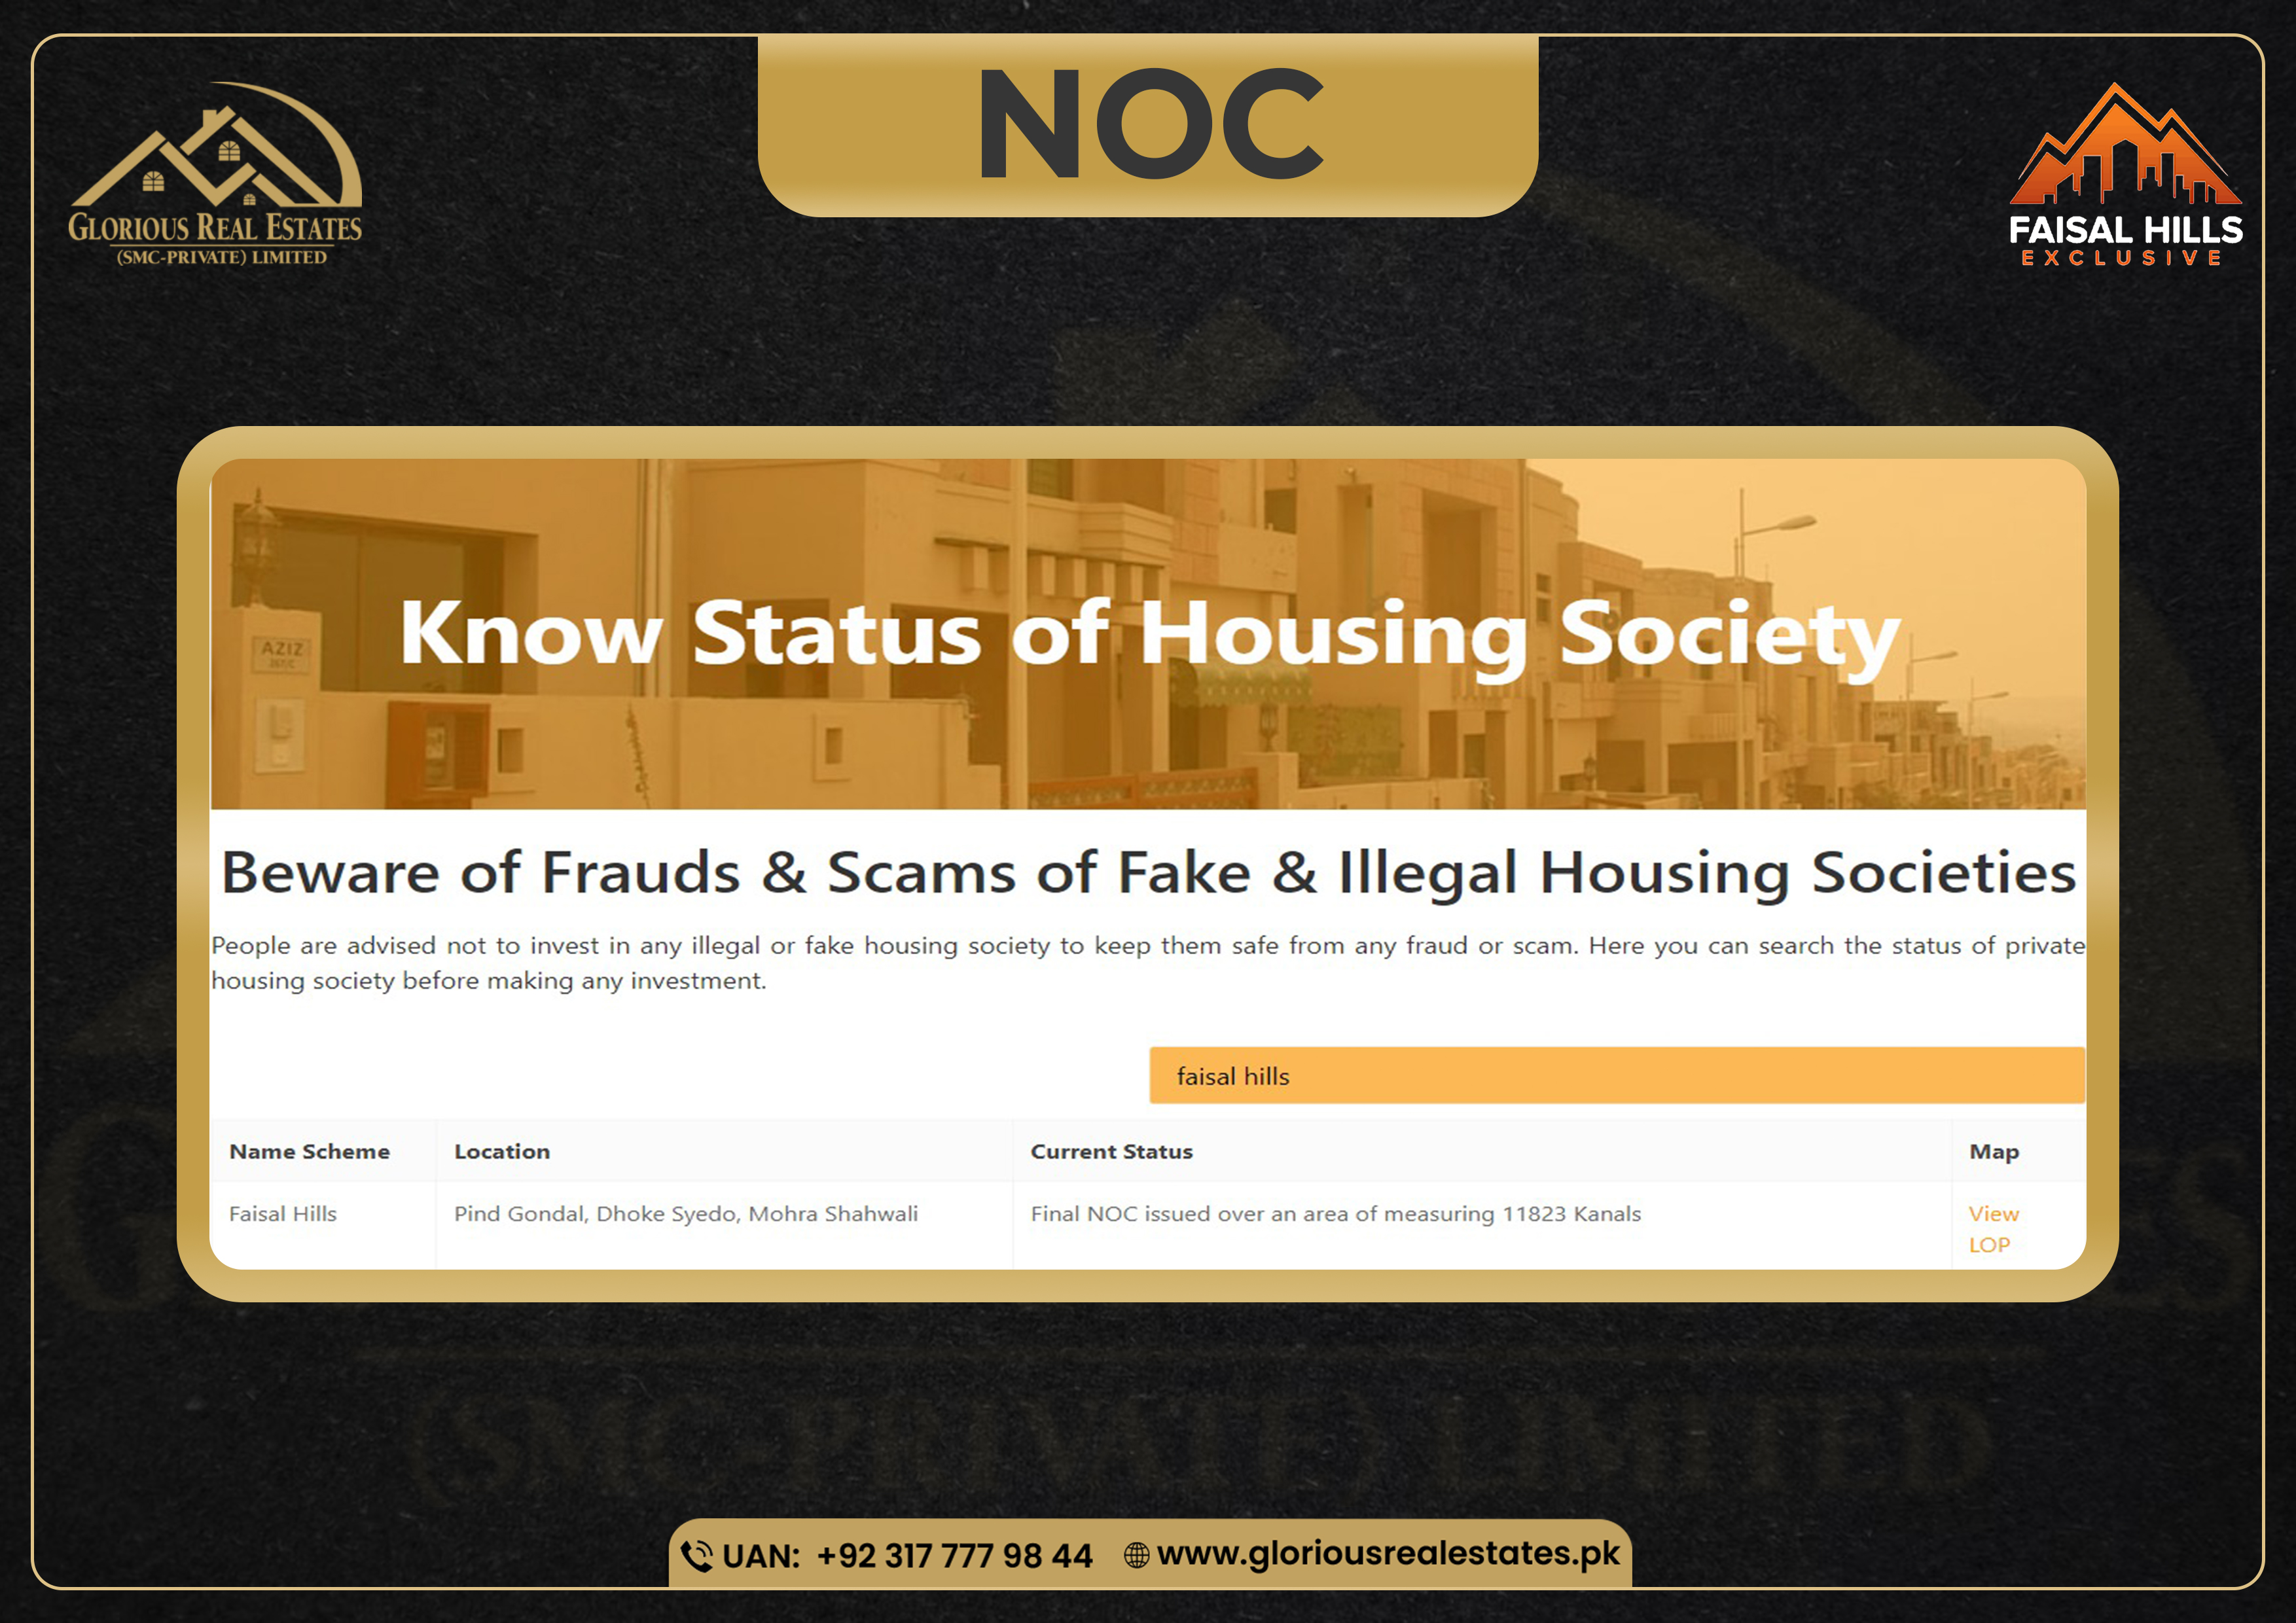 NOC
GLORIOUS REAL ESTATES
(SMC-PRIVATE) LIMITED
FAISAL HILLS
EXCLUSIVE
Know Status of Housing Society
AZIZ
Beware of Frauds & Scams of Fake & Illegal Housing Societies
People are advised not to invest in any illegal or fake housing society to keep them safe from any fraud or scam. Here you can search the status of private
housing society before making any investment.
faisal hills
Name Scheme Location Current Status Map
Faisal Hills Pind Gondal, Dhoke Syedo, Mohra Shahwali Final NOC issued over an area of measuring 11823 Kanals View
LOP
(SMC-PRIVATE) LIMITED
UAN: +92 317 777 98 44 www.gloriousrealestates.pk